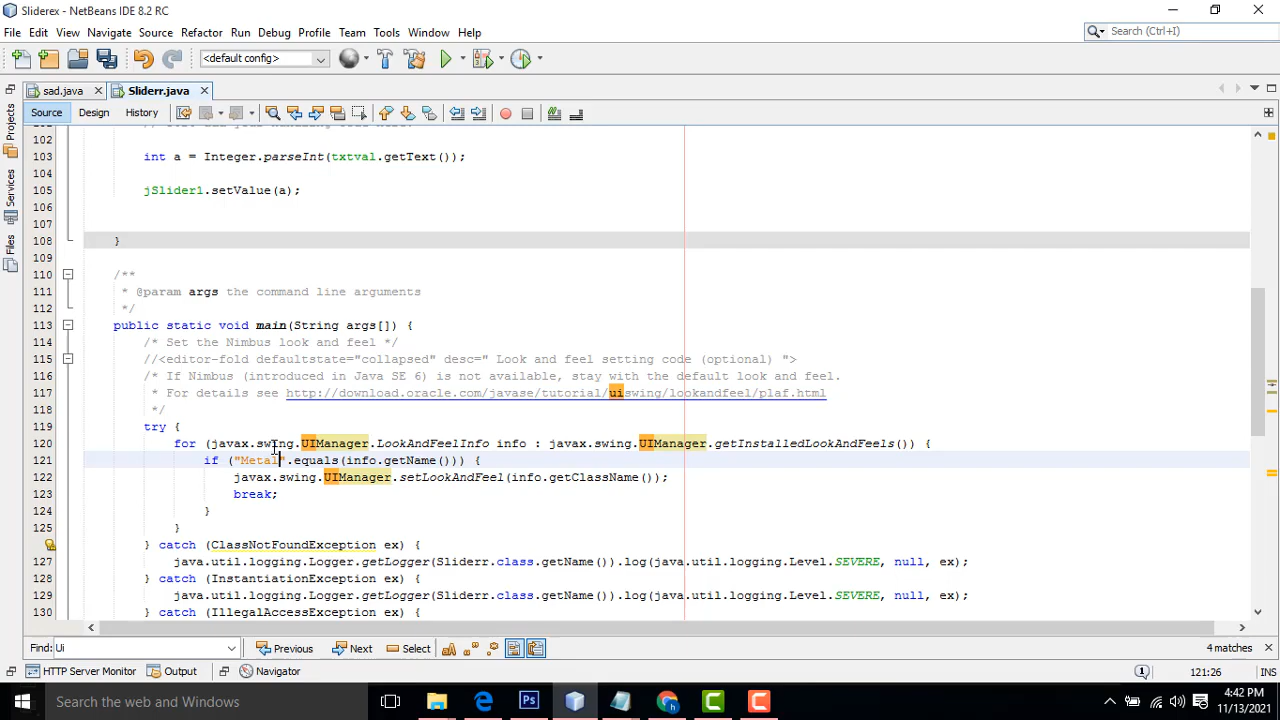 Sliderex - NetBeans IDE 8.2 RC
File Edit View Navigate Source Refactor Run Debug Profile Team Tools Window Help
Search (Ctrl+I)
<default config>
sad.java Sliderr.java
Source Design History
Projects
Services
Files
102
103 int a = Integer.parseInt(txtval.getText());
104
105 jSlider1.setValue(a);
106
107
108 }
109
110 /**
111 * @param args the command line arguments
112 */
113 public static void main(String args[]) {
114 /* Set the Nimbus look and feel */
115 //<editor-fold defaultstate="collapsed" desc=" Look and feel setting code (optional) ">
116 /* If Nimbus (introduced in Java SE 6) is not available, stay with the default look and feel.
117 * For details see http://download.oracle.com/javase/tutorial/uiswing/lookandfeel/plaf.html
118 */
119 try {
120 for (javax.swing.UIManager.LookAndFeelInfo info : javax.swing.UIManager.getInstalledLookAndFeels()) {
121 if ("Metal".equals(info.getName())) {
122 javax.swing.UIManager.setLookAndFeel(info.getClassName());
123 break;
124 }
125 }
} catch (ClassNotFoundException ex) {
127 java.util.logging.Logger.getLogger(Sliderr.class.getName()).log(java.util.logging.Level.SEVERE, null, ex);
128 } catch (InstantiationException ex) {
129 java.util.logging.Logger.getLogger(Sliderr.class.getName()).log(java.util.logging.Level.SEVERE, null, ex);
130 } catch (IllegalAccessException ex) {
Find: Ui Previous Next Select 4 matches
HTTP Server Monitor Output Navigator 1 121:26 INS
Search the web and Windows
Ps
4:42 PM
11/13/2021